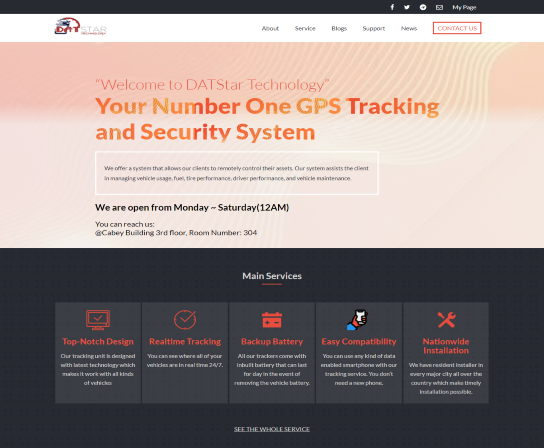 My Page
DATSTAR
TECHNOLOGY
About
Service
Blogs
Support
News
CONTACT US
“Welcome to DATStar Technology”
Your Number One GPS Tracking
and Security System
We offer a system that allows our clients to remotely control their assets. Our system assists the client
in managing vehicle usage, fuel, tire performance, driver performance, and vehicle maintenance.
We are open from Monday ~ Saturday(12AM)
You can reach us:
@Cabey Building 3rd floor, Room Number: 304
Main Services
Top-Notch Design
Our tracking unit is designed
with latest technology which
makes it work with all kinds
of vehicles
Realtime Tracking
You can see where all of your
vehicles are in real time 24/7.
Backup Battery
All our trackers come with
inbuilt battery that can last
for day in the event of
removing the vehicle battery.
Easy Compatibility
You can use any kind of data
enabled smartphone with our
tracking service. You don't
need a new phone.
Nationwide
Installation
We have resident installer in
every major city all over the
country which make timely
installation possible.
SEE THE WHOLE SERVICE